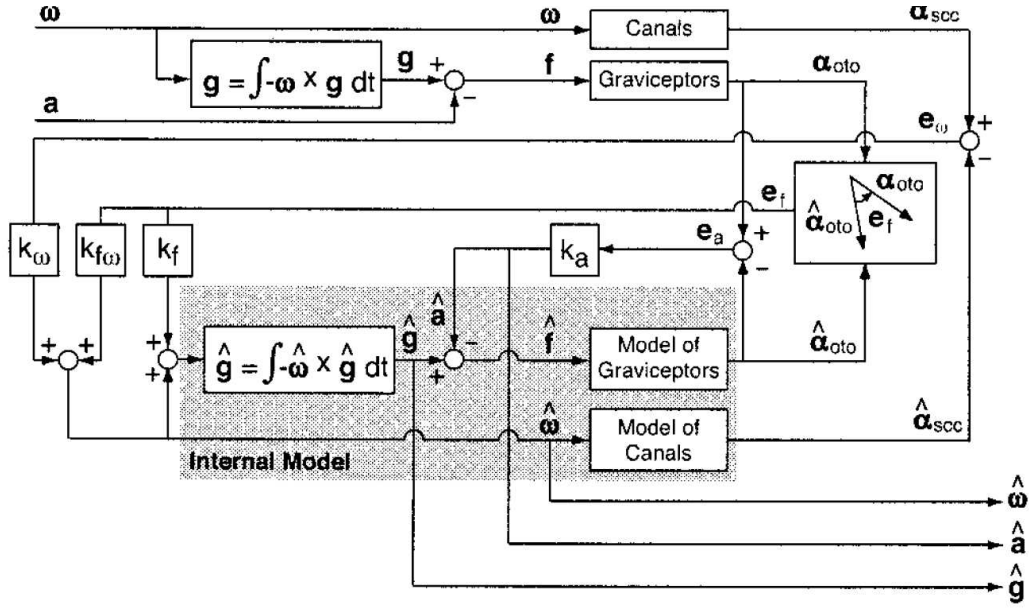 ω ω α_scc
Canals
g = ∫-ω × g dt g + f Graviceptors α_oto
−
a
e_ω + −
α_oto
α̂_oto e_f
e_f
k_ω k_fω k_f k_a e_a +
−
â ĝ − f̂ α̂_oto
+ + + + +
ĝ = ∫-ω̂ × ĝ dt
Model of
Graviceptors
ω̂ α̂_scc
Model of
Canals
Internal Model
ω̂
â
ĝ